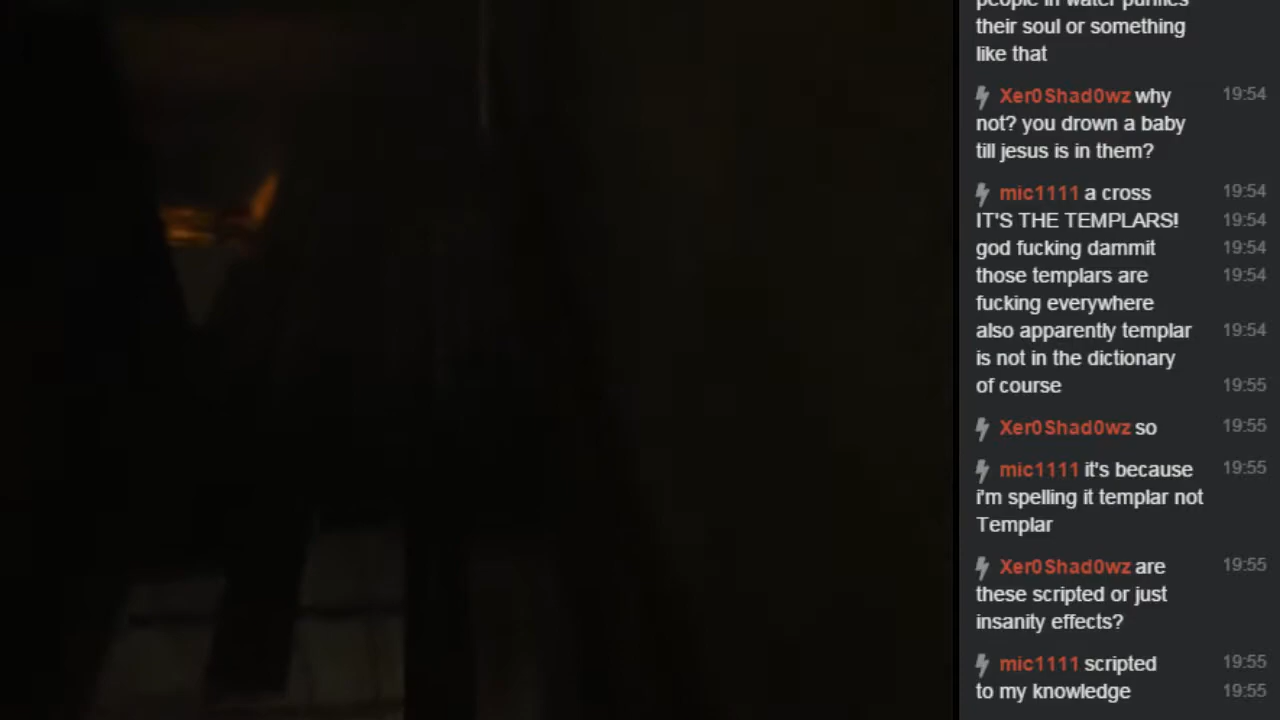 people in water purifies
their soul or something
like that
Xer0Shad0wz why 19:54
not? you drown a baby
till jesus is in them?
mic1111 a cross 19:54
IT'S THE TEMPLARS! 19:54
god fucking dammit 19:54
those templars are 19:54
fucking everywhere
also apparently templar 19:54
is not in the dictionary
of course 19:55
Xer0Shad0wz so 19:55
mic1111 it's because 19:55
i'm spelling it templar not
Templar
Xer0Shad0wz are 19:55
these scripted or just
insanity effects?
mic1111 scripted 19:55
to my knowledge 19:55